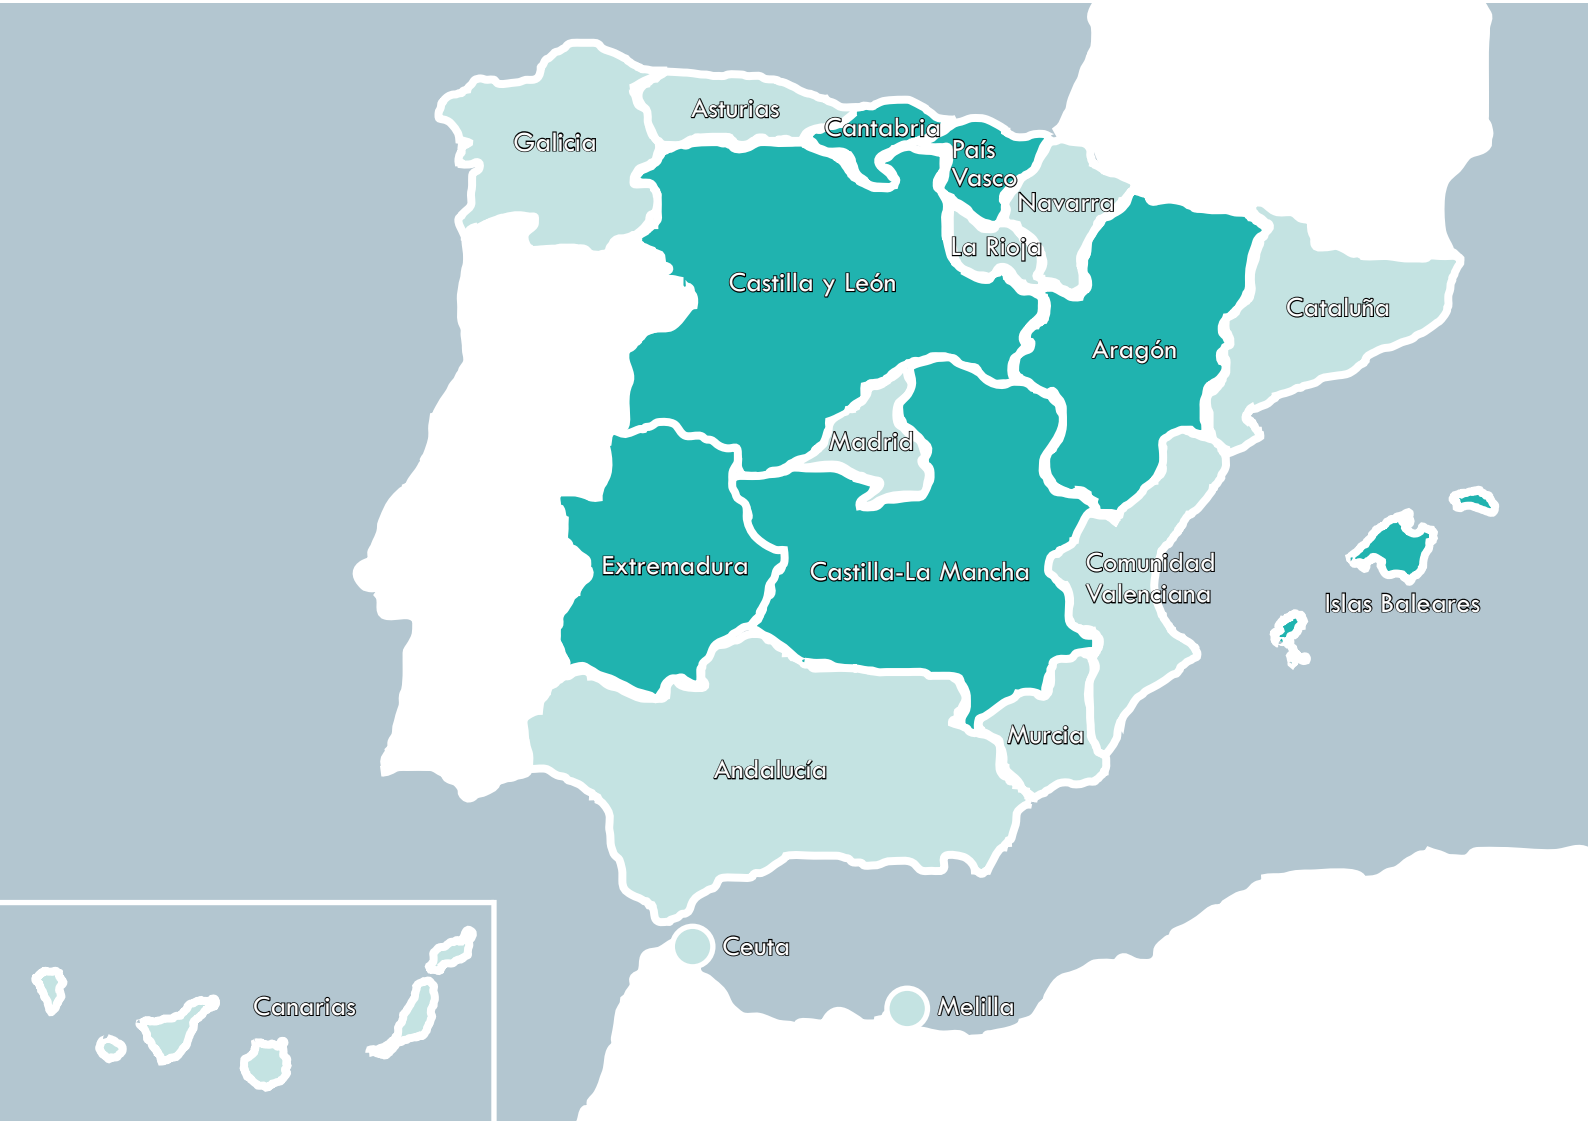 Asturias
Cantabria
Galicia
País
Vasco
Navarra
La Rioja
Castilla y León
Cataluña
Aragón
Madrid
Extremadura
Castilla-La Mancha
Comunidad
Valenciana
Islas Baleares
Murcia
Andalucía
Ceuta
Canarias
Melilla